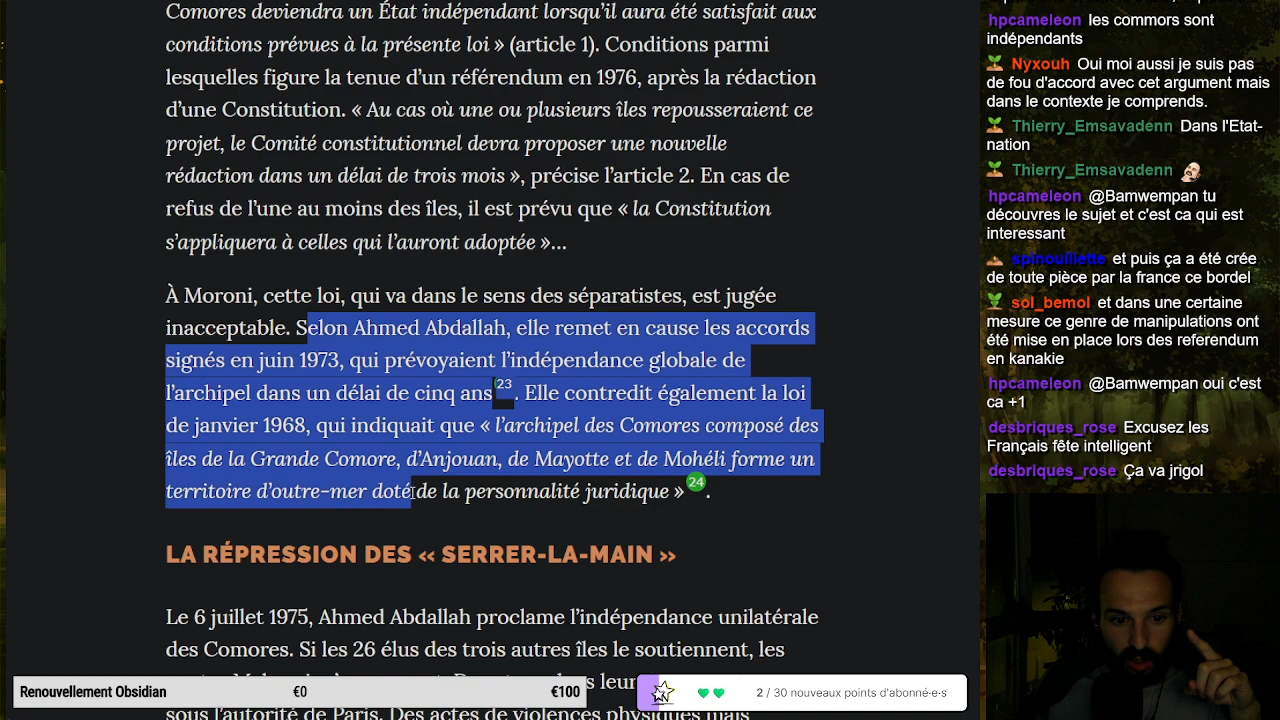 Comores deviendra un État indépendant lorsqu'il aura été satisfait aux
conditions prévues à la présente loi » (article 1). Conditions parmi
lesquelles figure la tenue d'un référendum en 1976, après la rédaction
d'une Constitution. « Au cas où une ou plusieurs îles repousseraient ce
projet, le Comité constitutionnel devra proposer une nouvelle
rédaction dans un délai de trois mois », précise l'article 2. En cas de
refus de l'une au moins des îles, il est prévu que « la Constitution
s'appliquera à celles qui l'auront adoptée »…
À Moroni, cette loi, qui va dans le sens des séparatistes, est jugée
inacceptable. Selon Ahmed Abdallah, elle remet en cause les accords
signés en juin 1973, qui prévoyaient l'indépendance globale de
l'archipel dans un délai de cinq ans 23. Elle contredit également la loi
de janvier 1968, qui indiquait que « l'archipel des Comores composé des
îles de la Grande Comore, d'Anjouan, de Mayotte et de Mohéli forme un
territoire d'outre-mer doté de la personnalité juridique » 24.
LA RÉPRESSION DES « SERRER-LA-MAIN »
Le 6 juillet 1975, Ahmed Abdallah proclame l'indépendance unilatérale
des Comores. Si les 26 élus des trois autres îles le soutiennent, les
sous l'autorité de Paris. Des actes de violences physiques mais
Renouvellement Obsidian €0 €100
2 / 30 nouveaux points d'abonné·e·s
hpcameleon les commors sont
indépendants
Nyxouh Oui moi aussi je suis pas
de fou d'accord avec cet argument mais
dans le contexte je comprends.
Thierry_Emsavadenn Dans l'Etat-
nation
Thierry_Emsavadenn
hpcameleon @Bamwempan tu
découvres le sujet et c'est ca qui est
interessant
spinouillette et puis ça a été crée
de toute pièce par la france ce bordel
sol_bemol et dans une certaine
mesure ce genre de manipulations ont
été mise en place lors des referendum
en kanakie
hpcameleon @Bamwempan oui c'est
ca +1
desbriques_rose Excusez les
Français fête intelligent
desbriques_rose Ça va jrigol